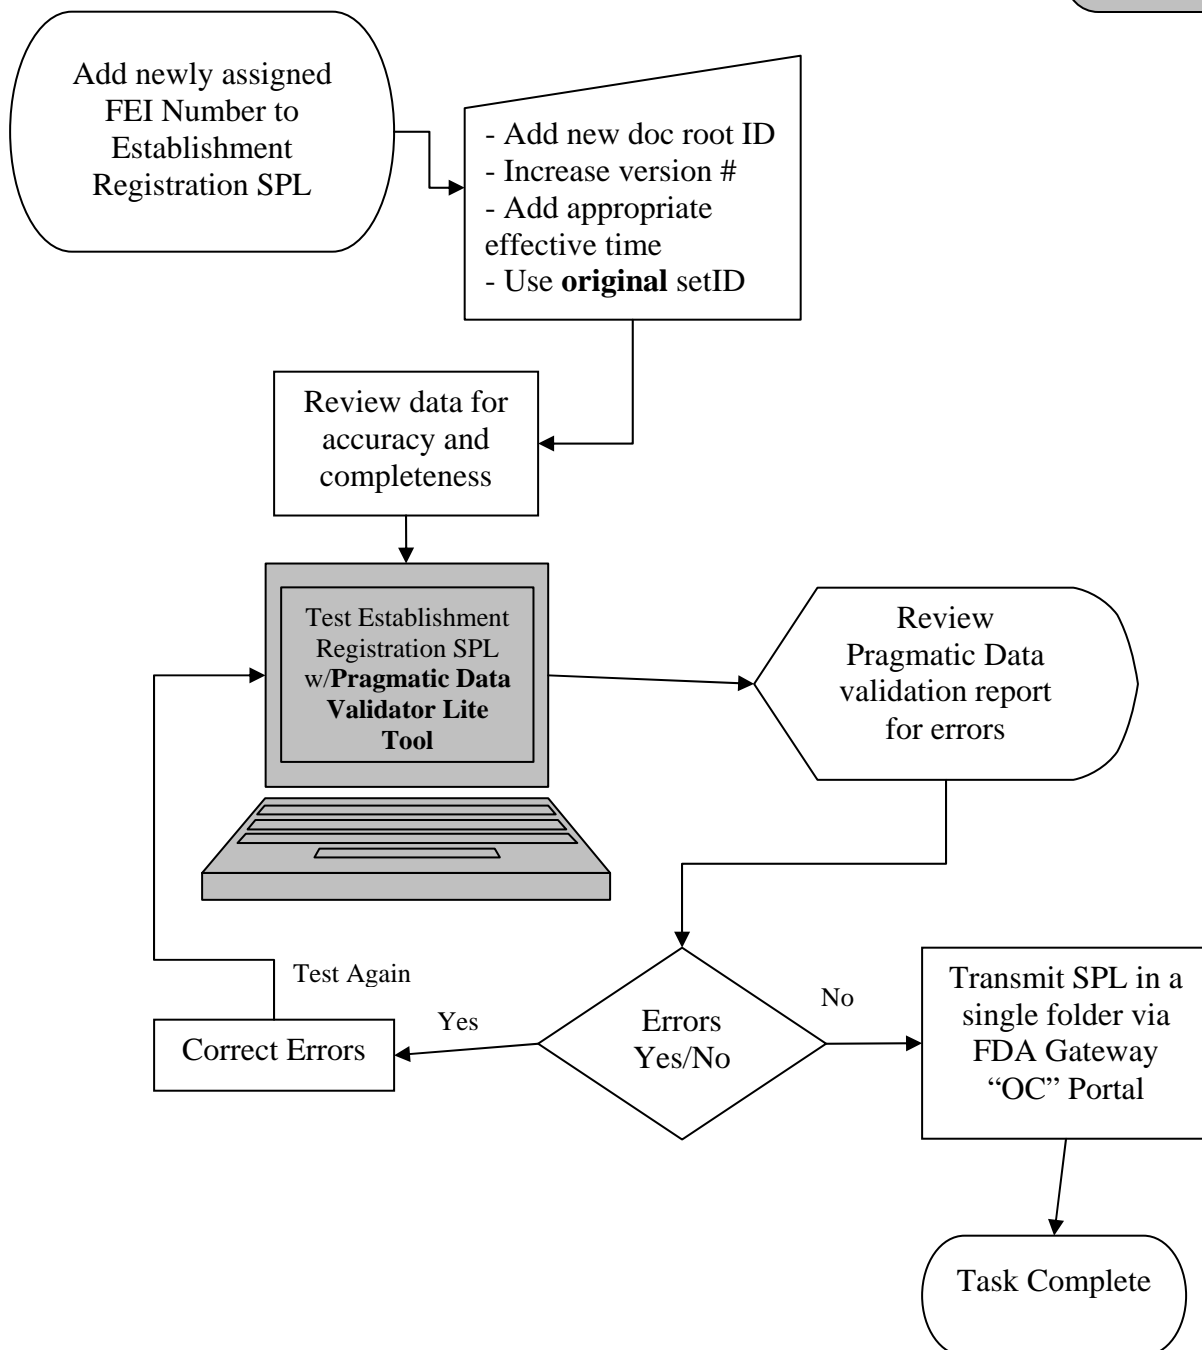 Add newly assigned
FEI Number to
Establishment
Registration SPL
- Add new doc root ID
- Increase version #
- Add appropriate
effective time
- Use original setID
Review data for
accuracy and
completeness
Test Establishment
Registration SPL
w/Pragmatic Data
Validator Lite
Tool
Review
Pragmatic Data
validation report
for errors
Errors
Yes/No
Yes
No
Correct Errors
Test Again
Transmit SPL in a
single folder via
FDA Gateway
“OC” Portal
Task Complete